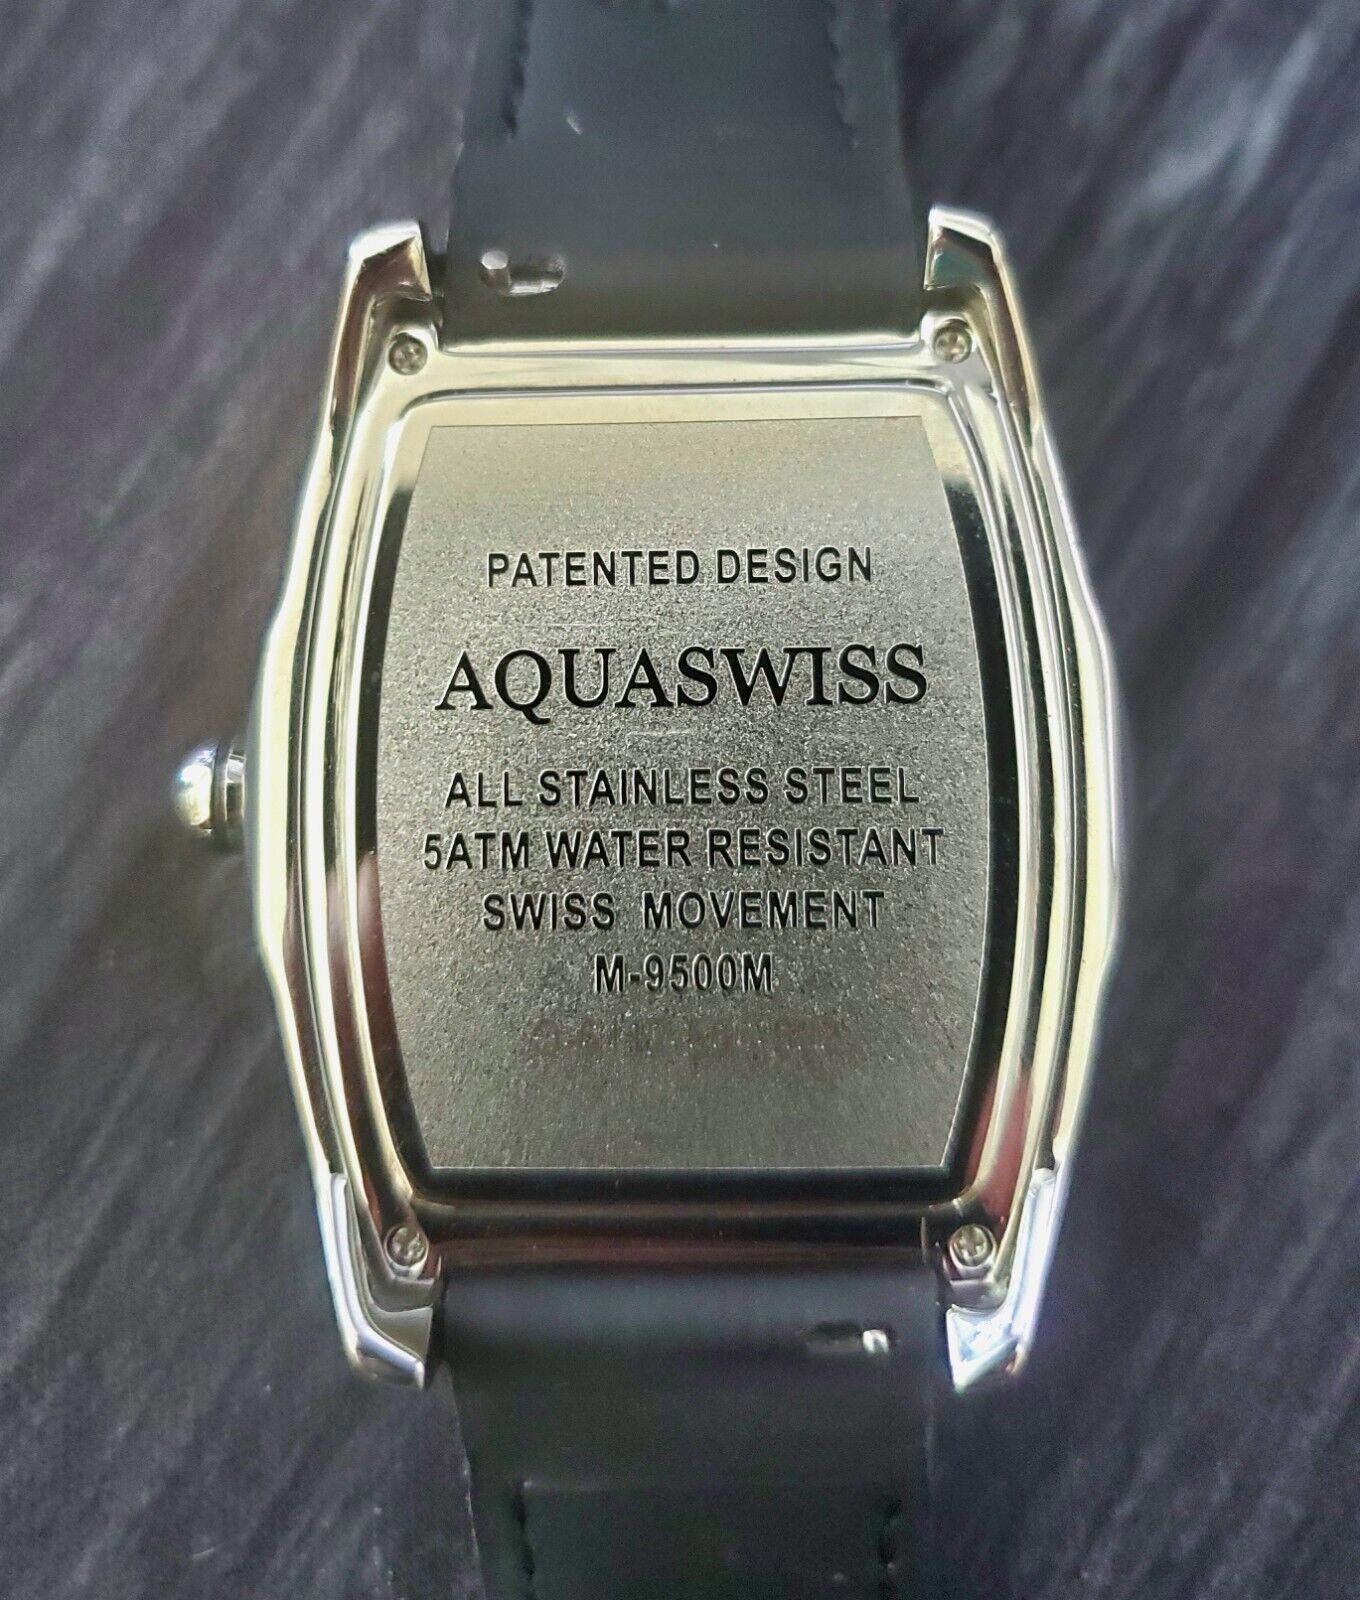 PATENTED DESIGN
AQUASWISS
ALL STAINLESS STEEL
5ATM WATER RESISTANT
SWISS MOVEMENT
M-9500M